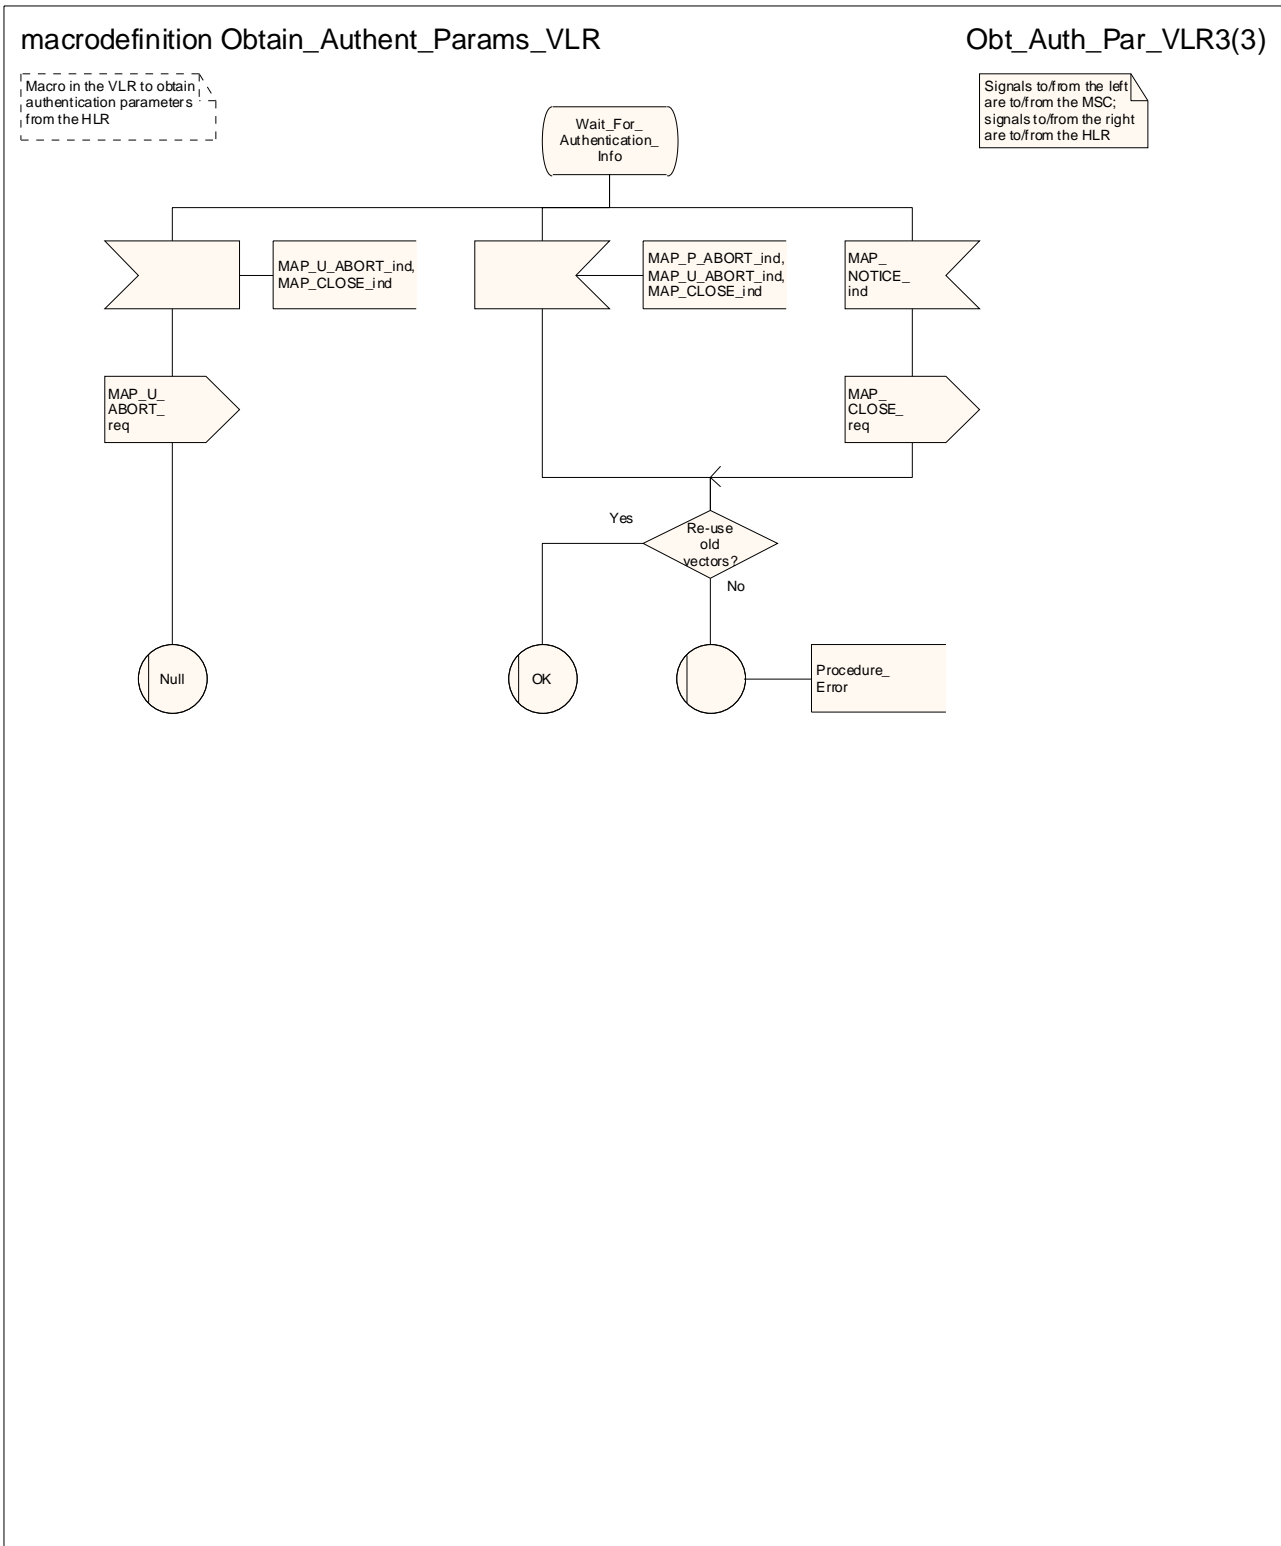 macrodefinition Obtain_Authent_Params_VLR
Obt_Auth_Par_VLR3(3)
Macro in the VLR to obtain
authentication parameters
from the HLR
Signals to/from the left
are to/from the MSC;
signals to/from the right
are to/from the HLR
Wait_For_
Authentication_
Info
MAP_U_ABORT_ind,
MAP_CLOSE_ind
MAP_P_ABORT_ind,
MAP_U_ABORT_ind,
MAP_CLOSE_ind
MAP_
NOTICE_
ind
MAP_U_
ABORT_
req
MAP_
CLOSE_
req
Yes
Re-use
old
vectors?
No
Null
OK
Procedure_
Error